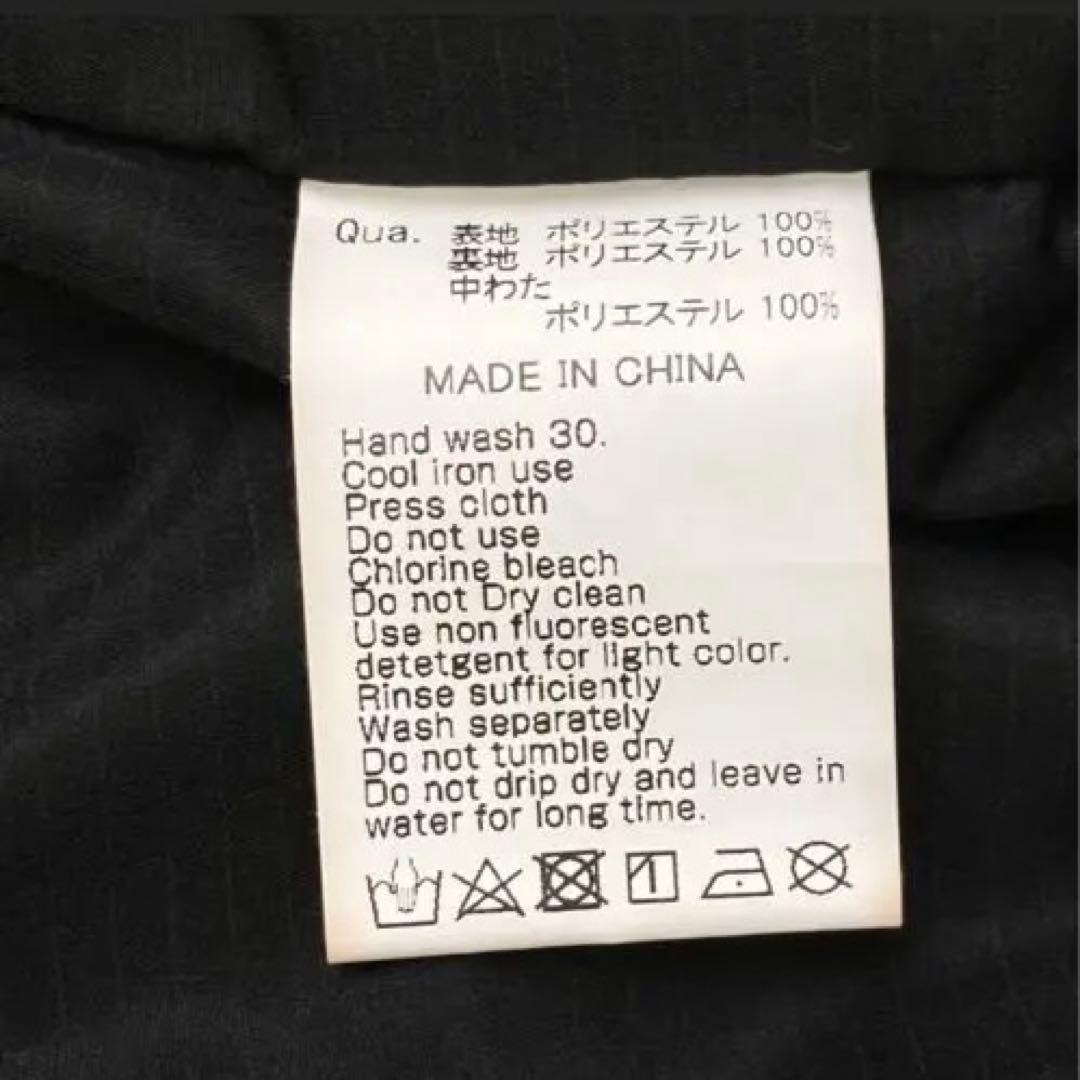 Qua. 表地 ポリエステル 100%
裏地 ポリエステル 100%
中わた
ポリエステル 100%
MADE IN CHINA
Hand wash 30.
Cool iron use
Press cloth
Do not use
Chlorine bleach
Do not Dry clean
Use non fluorescent
detetgent for light color.
Rinse sufficiently
Wash separately
Do not tumble dry
Do not drip dry and leave in
water for long time.